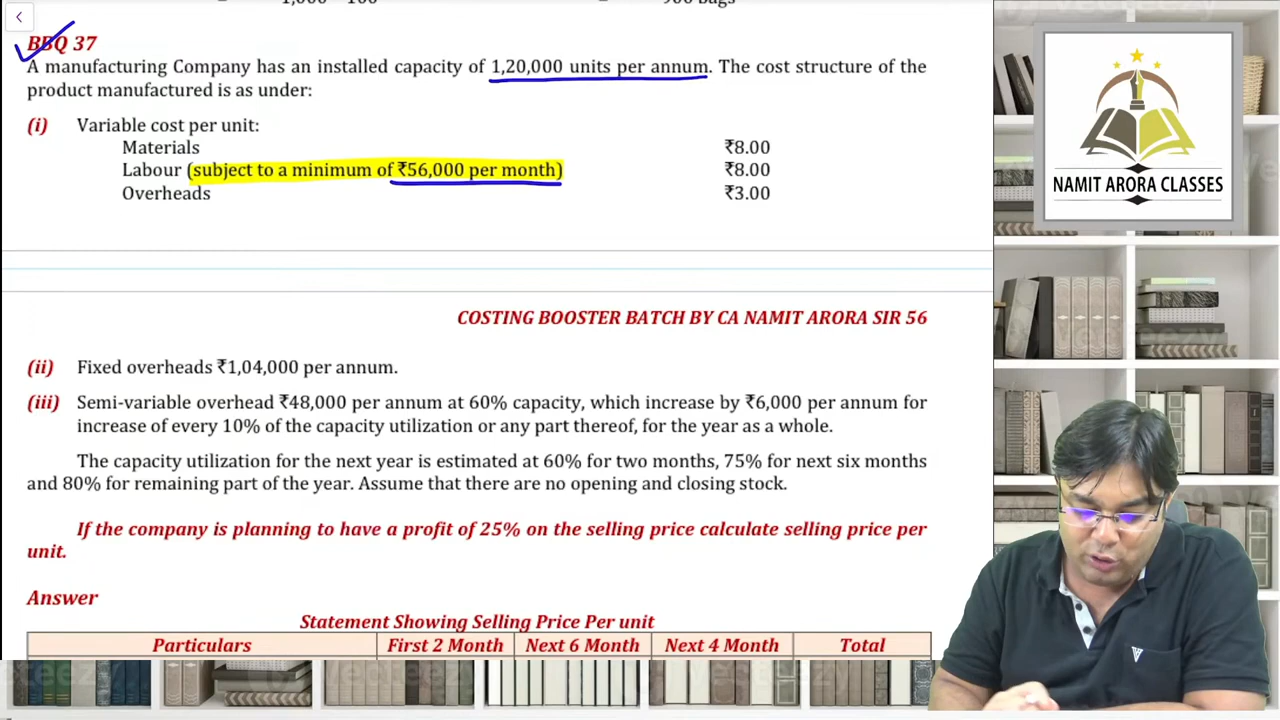 BBQ 37
A manufacturing Company has an installed capacity of 1,20,000 units per annum. The cost structure of the
product manufactured is as under:
(i) Variable cost per unit:
Materials ₹8.00
Labour (subject to a minimum of ₹56,000 per month) ₹8.00
Overheads ₹3.00
COSTING BOOSTER BATCH BY CA NAMIT ARORA SIR 56
(ii) Fixed overheads ₹1,04,000 per annum.
(iii) Semi-variable overhead ₹48,000 per annum at 60% capacity, which increase by ₹6,000 per annum for
increase of every 10% of the capacity utilization or any part thereof, for the year as a whole.
The capacity utilization for the next year is estimated at 60% for two months, 75% for next six months
and 80% for remaining part of the year. Assume that there are no opening and closing stock.
If the company is planning to have a profit of 25% on the selling price calculate selling price per
unit.
Answer
Statement Showing Selling Price Per unit
Particulars First 2 Month Next 6 Month Next 4 Month Total
NAMIT ARORA CLASSES